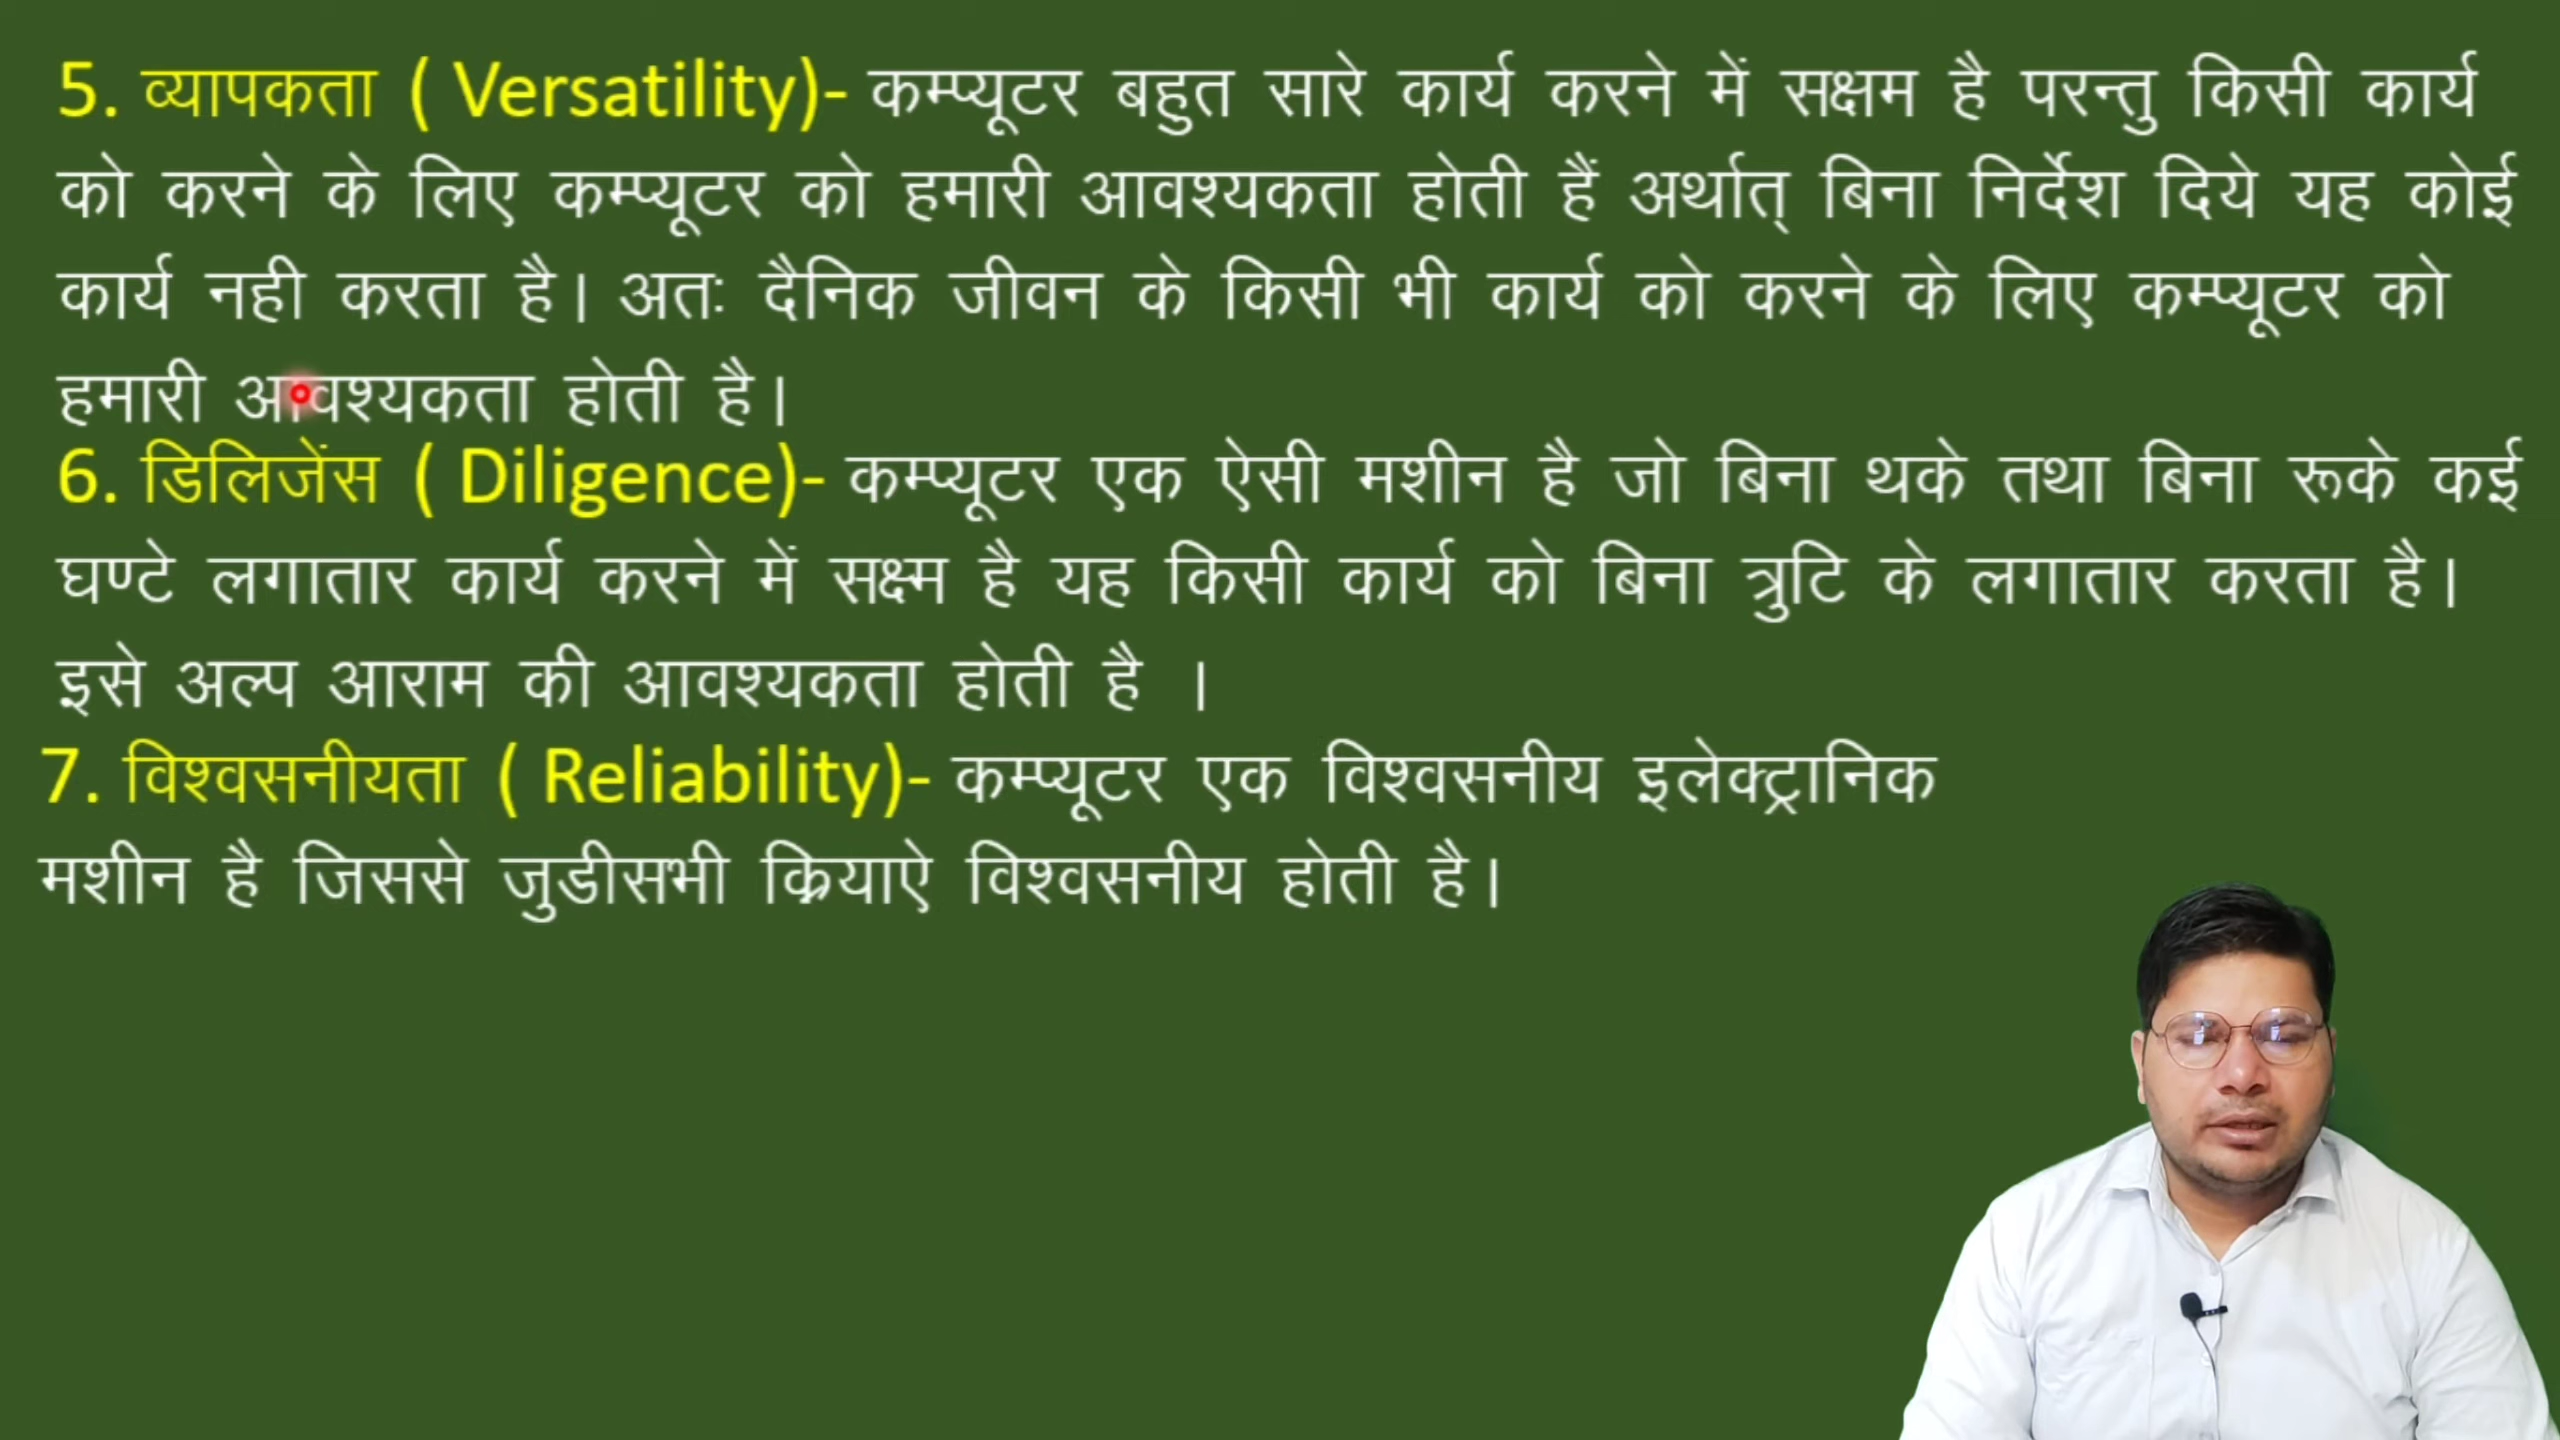 5. व्यापकता ( Versatility)- कम्प्यूटर बहुत सारे कार्य करने में सक्षम है परन्तु किसी कार्य
को करने के लिए कम्प्यूटर को हमारी आवश्यकता होती हैं अर्थात् बिना निर्देश दिये यह कोई
कार्य नही करता है। अतः दैनिक जीवन के किसी भी कार्य को करने के लिए कम्प्यूटर को
हमारी आवश्यकता होती है।
6. डिलिजेंस ( Diligence)- कम्प्यूटर एक ऐसी मशीन है जो बिना थके तथा बिना रूके कई
घण्टे लगातार कार्य करने में सक्ष्म है यह किसी कार्य को बिना त्रुटि के लगातार करता है।
इसे अल्प आराम की आवश्यकता होती है ।
7. विश्वसनीयता ( Reliability)- कम्प्यूटर एक विश्वसनीय इलेक्ट्रानिक
मशीन है जिससे जुडीसभी क्रियाऐ विश्वसनीय होती है।